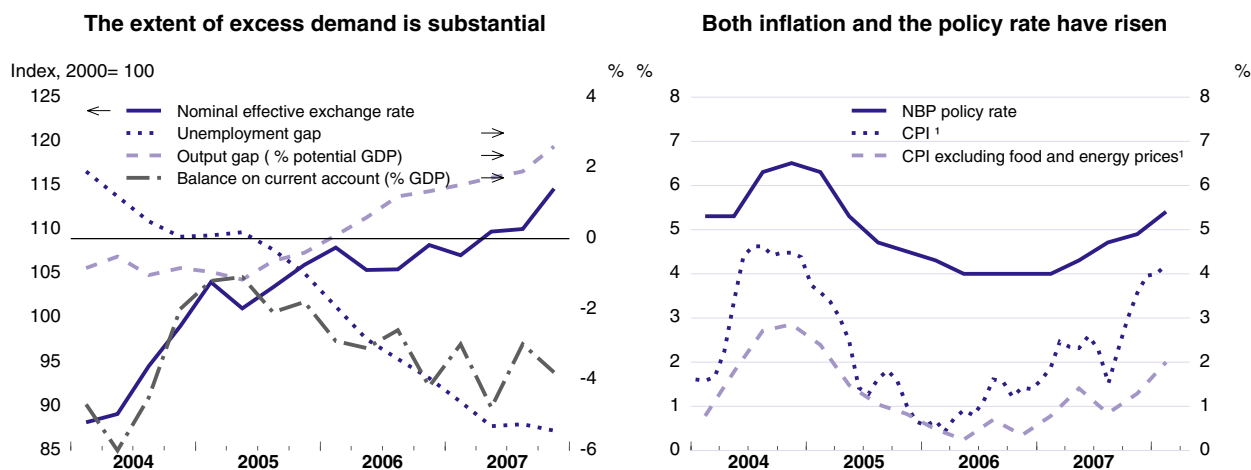 The extent of excess demand is substantial
Index, 2000= 100
%
125
120
115
110
105
100
95
90
85
4
2
0
-2
-4
-6
Nominal effective exchange rate
Unemployment gap
Output gap ( % potential GDP)
Balance on current account (% GDP)
2004 2005 2006 2007
Both inflation and the policy rate have risen
% %
8
7
6
5
4
3
2
1
0
8
7
6
5
4
3
2
1
0
NBP policy rate
CPI ¹
CPI excluding food and energy prices¹
2004 2005 2006 2007